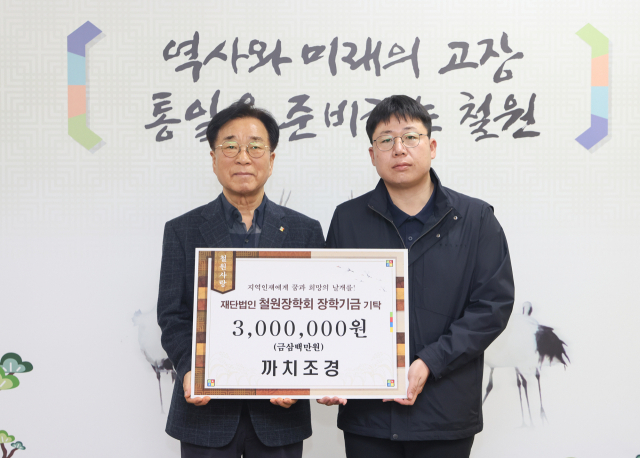 역사와 미래의 고장
통일을 준비하는 철원
철원사랑
지역인재에게 꿈과 희망의 날개를!
재단법인 철원장학회 장학기금 기탁
3,000,000원
(금삼백만원)
까치조경